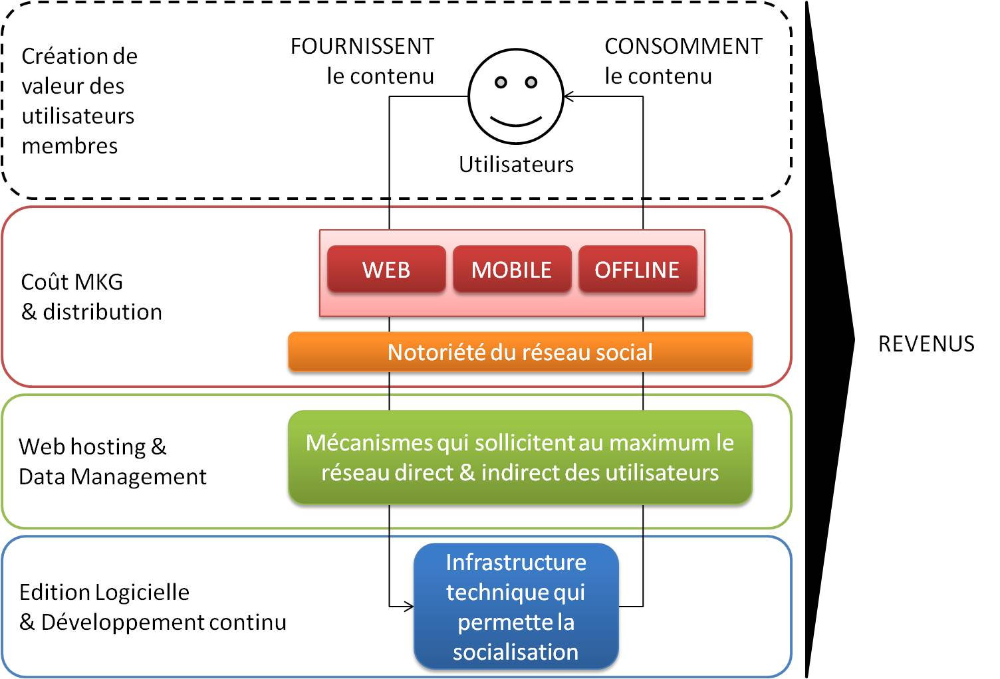 Création de
valeur des
utilisateurs
membres
FOURNISSENT
le contenu
CONSOMMENT
le contenu
Utilisateurs
Coût MKG
& distribution
WEB
MOBILE
OFFLINE
Notoriété du réseau social
REVENUS
Web hosting &
Data Management
Mécanismes qui sollicitent au maximum le
réseau direct & indirect des utilisateurs
Edition Logicielle
& Développement continu
Infrastructure
technique qui
permette la
socialisation